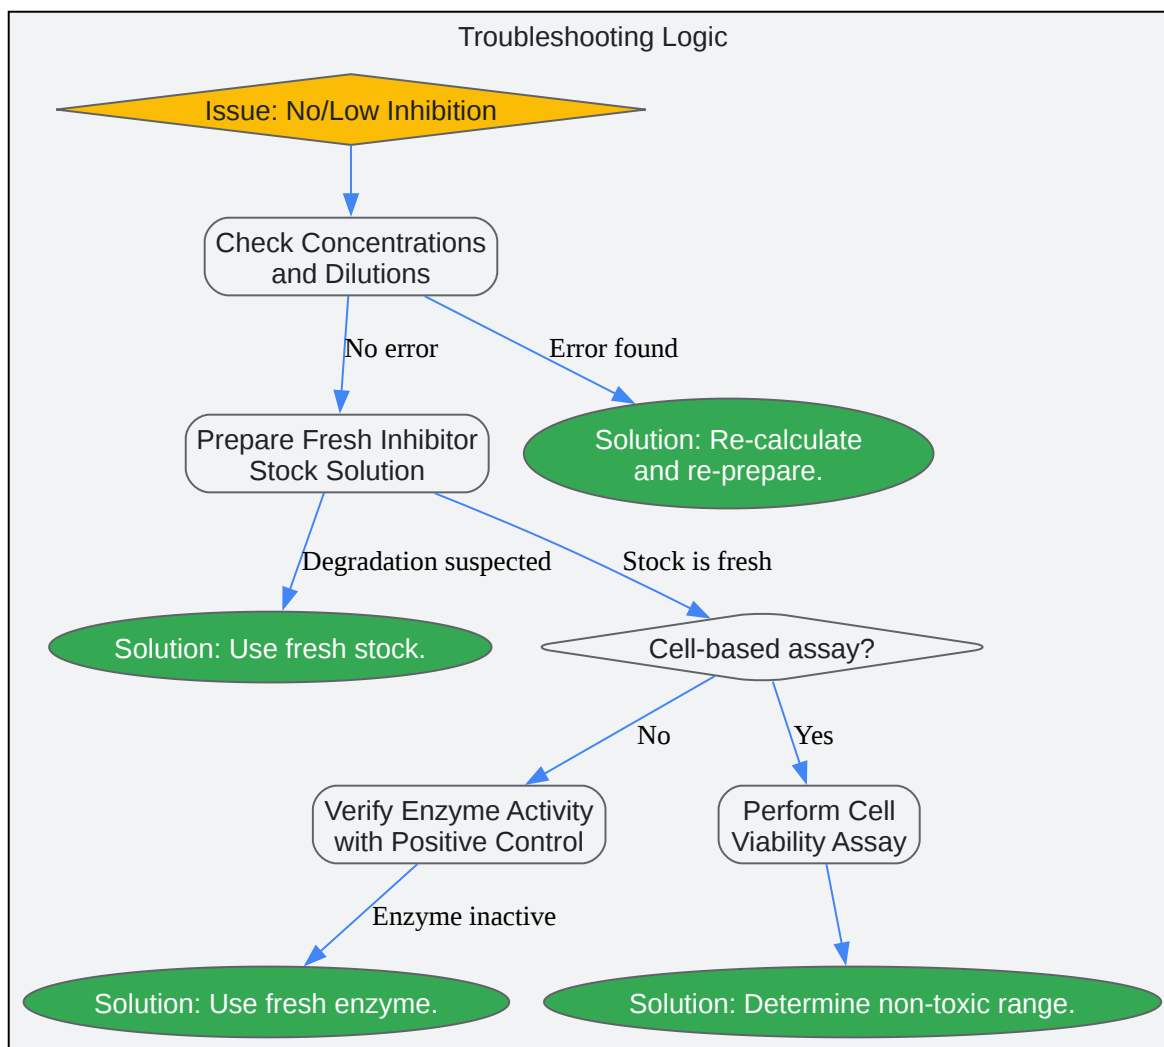 Troubleshooting Logic
Issue: No/Low Inhibition
Check Concentrations
and Dilutions
No error
Error found
Prepare Fresh Inhibitor
Stock Solution
Solution: Re-calculate
and re-prepare.
Degradation suspected
Stock is fresh
Solution: Use fresh stock.
Cell-based assay?
No
Yes
Verify Enzyme Activity
with Positive Control
Perform Cell
Viability Assay
Enzyme inactive
Solution: Use fresh enzyme.
Solution: Determine non-toxic range.